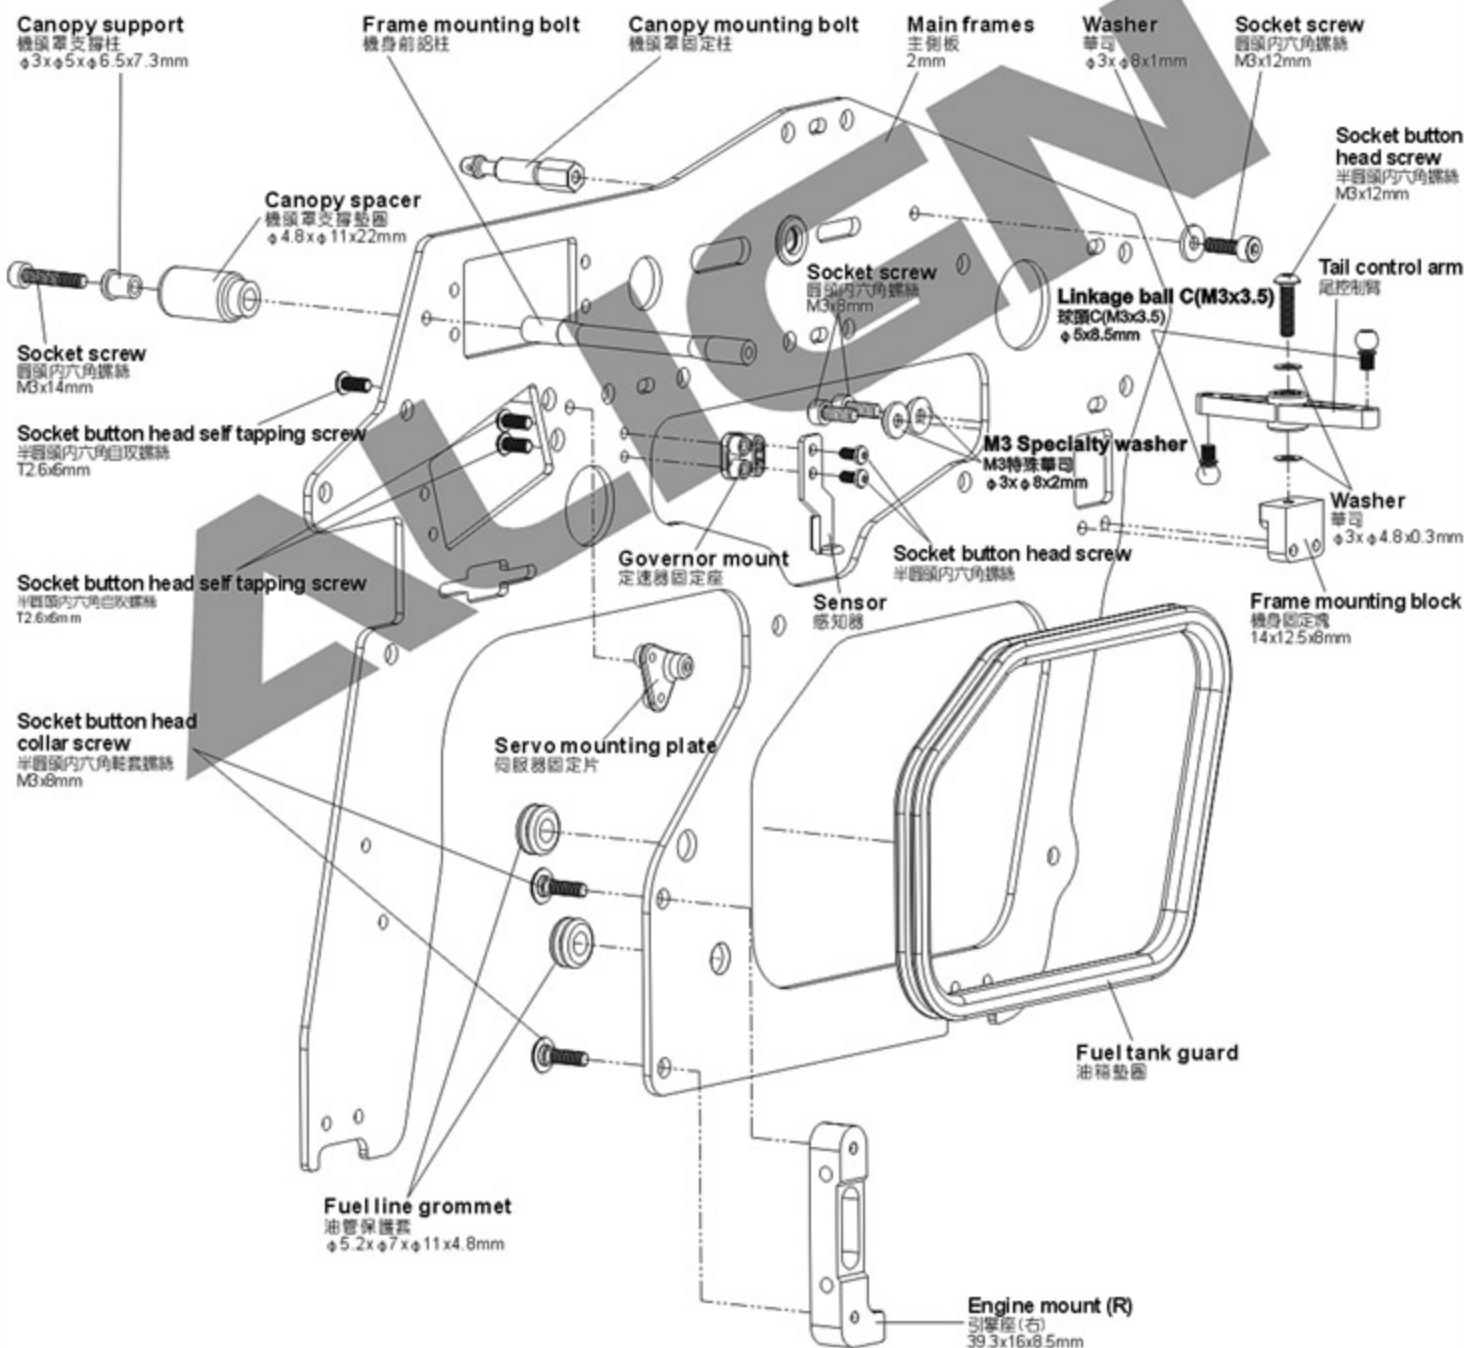 Canopy support
機頭罩支撐柱
φ3xφ5xφ6.5x7.3mm
Frame mounting bolt
機身前鋁柱
Canopy mounting bolt
機頭罩固定柱
Main frames
主側板
2mm
Washer
華司
φ3xφ8x1mm
Socket screw
圓頭內六角螺絲
M3x12mm
Socket button
head screw
半圓頭內六角螺絲
M3x12mm
Canopy spacer
機頭罩支撐墊圈
φ4.8xφ11x22mm
Tail control arm
尾控制臂
Socket screw
圓頭內六角螺絲
M3x8mm
Linkage ball C(M3x3.5)
球頭C(M3x3.5)
φ5x8.5mm
Socket screw
圓頭內六角螺絲
M3x14mm
Socket button head self tapping screw
半圓頭內六角自攻螺絲
T2.6x6mm
M3 Specialty washer
M3特殊華司
φ3xφ8x2mm
Washer
華司
φ3xφ4.8x0.3mm
Governor mount
定速器固定座
Socket button head screw
半圓頭內六角螺絲
Socket button head self tapping screw
半圓頭內六角自攻螺絲
T2.6x6mm
Sensor
感知器
Frame mounting block
機身固定塊
14x12.5x8mm
Socket button head
collar screw
半圓頭內六角軸套螺絲
M3x8mm
Servo mounting plate
伺服器固定片
Fuel tank guard
油箱墊圈
Fuel line grommet
油管保護套
φ5.2xφ7xφ11x4.8mm
Engine mount (R)
引擎座(右)
39.3x16x8.5mm
ALIGN